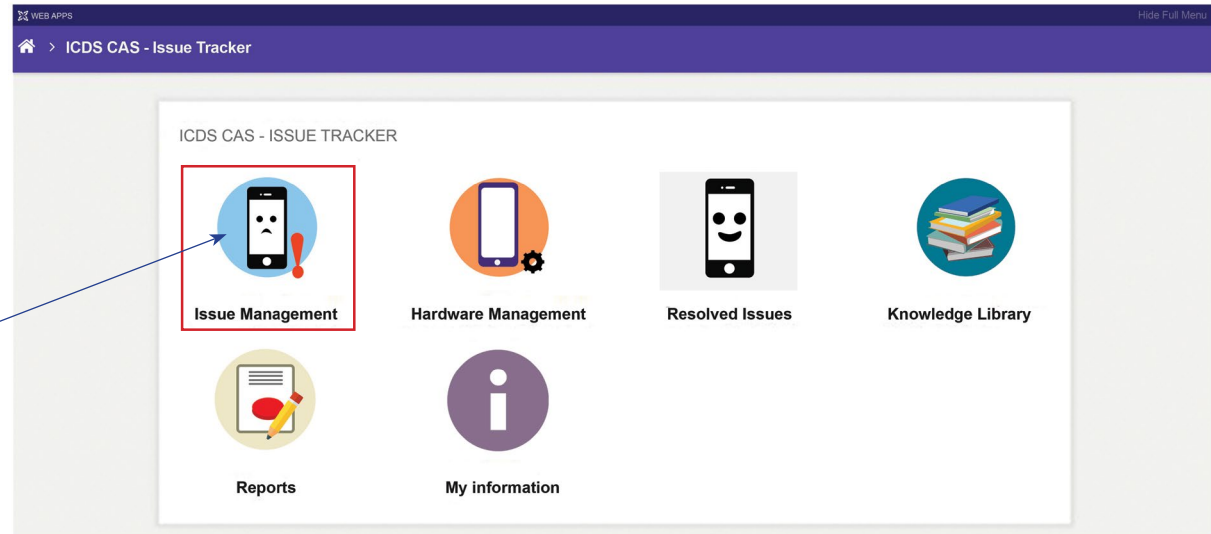 WEB APPS
Hide Full Menu
> ICDS CAS - Issue Tracker
ICDS CAS - ISSUE TRACKER
Issue Management
Hardware Management
Resolved Issues
Knowledge Library
Reports
My information